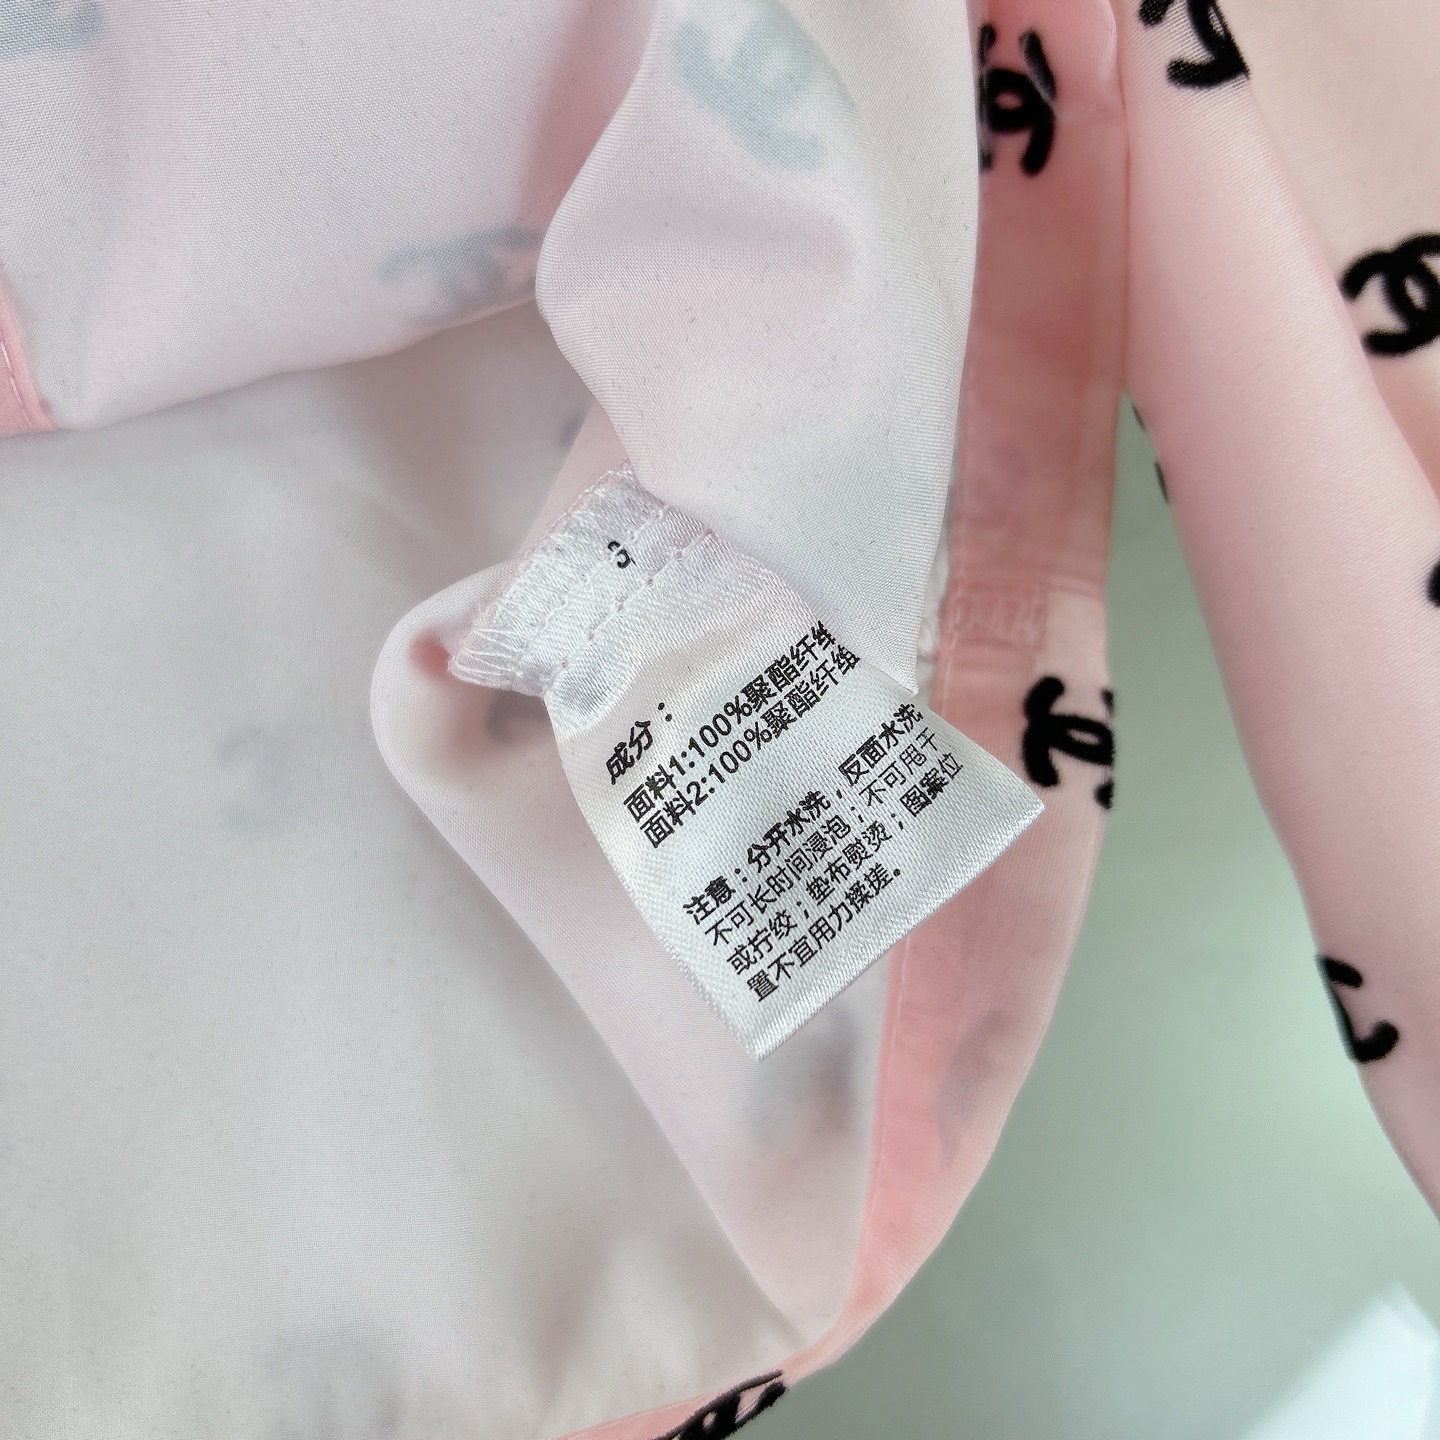 S
成分：
面料1:100%聚酯纤维
面料2:100%聚酯纤维
注意：分开水洗，反面水洗
不可长时间浸泡；不可甩干
或拧绞；垫布熨烫；图案位
置不宜用力揉搓。